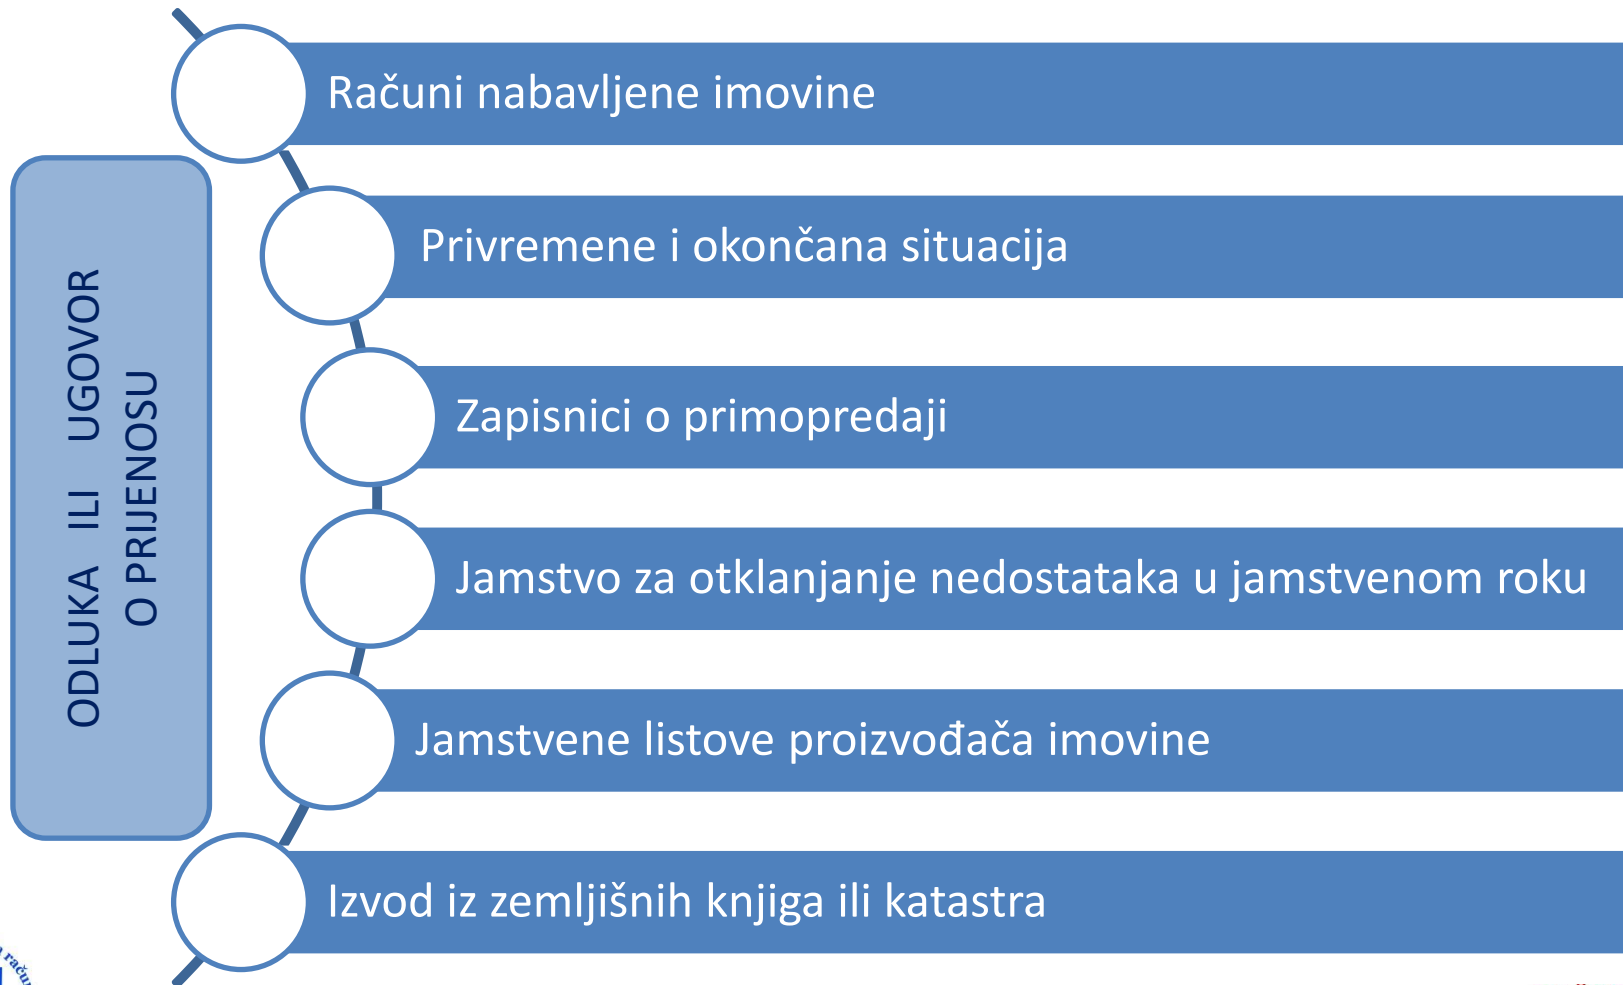 ODLUKA ILI UGOVOR
O PRIJENOSU
Računi nabavljene imovine
Privremene i okončana situacija
Zapisnici o primopredaji
Jamstvo za otklanjanje nedostataka u jamstvenom roku
Jamstvene listove proizvođača imovine
Izvod iz zemljišnih knjiga ili katastra